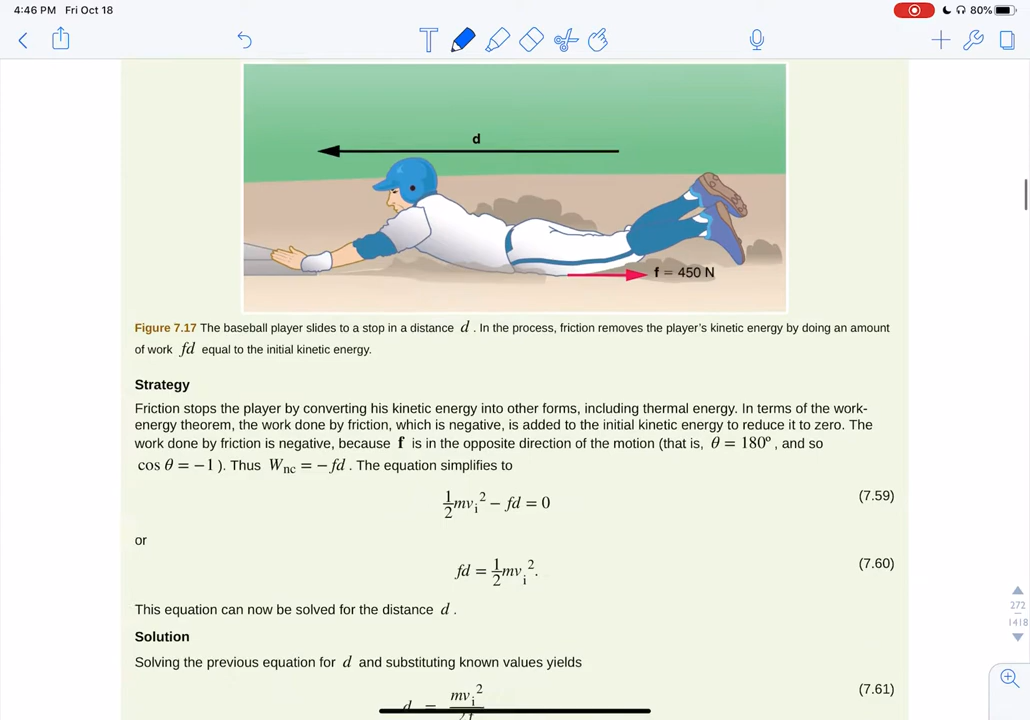 4:46 PM Fri Oct 18
80%
T
d
f = 450 N
Figure 7.17 The baseball player slides to a stop in a distance d . In the process, friction removes the player's kinetic energy by doing an amount
of work fd equal to the initial kinetic energy.
Strategy
Friction stops the player by converting his kinetic energy into other forms, including thermal energy. In terms of the work-
energy theorem, the work done by friction, which is negative, is added to the initial kinetic energy to reduce it to zero. The
work done by friction is negative, because f is in the opposite direction of the motion (that is, θ = 180º , and so
cos θ = −1 ). Thus Wnc = − fd . The equation simplifies to
1/2 mvi² − fd = 0 (7.59)
or
fd = 1/2 mvi². (7.60)
This equation can now be solved for the distance d .
272
1418
Solution
Solving the previous equation for d and substituting known values yields
d = mvi² / 2f (7.61)